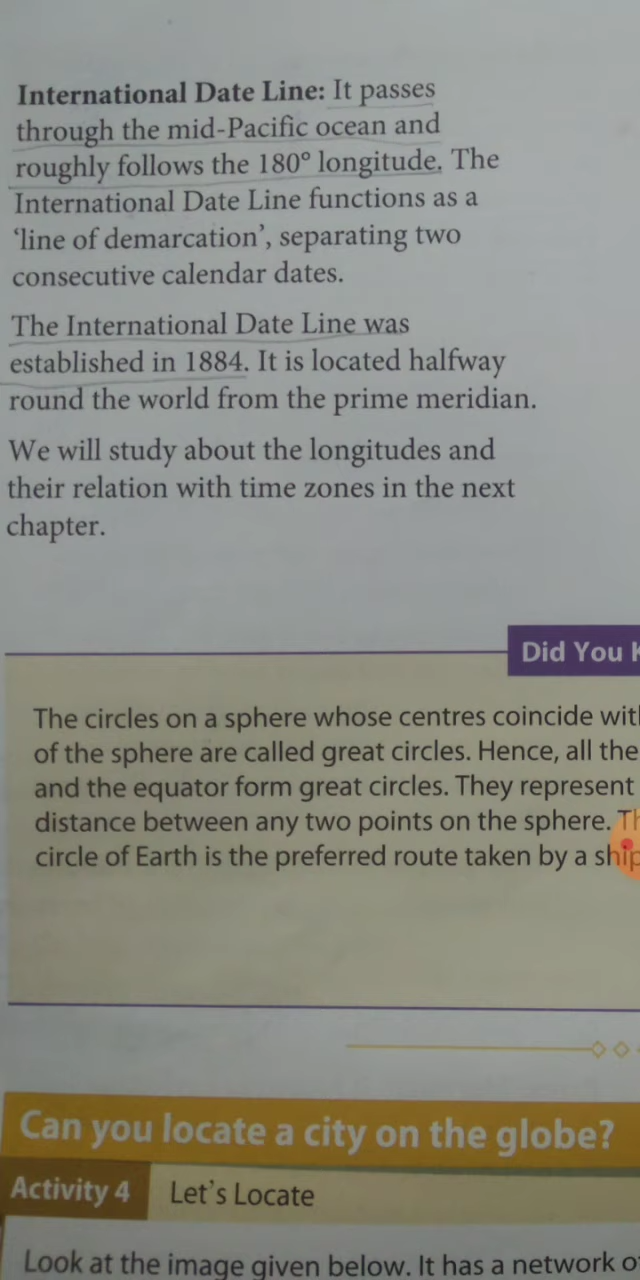 International Date Line: It passes
through the mid-Pacific ocean and
roughly follows the 180° longitude. The
International Date Line functions as a
‘line of demarcation’, separating two
consecutive calendar dates.
The International Date Line was
established in 1884. It is located halfway
round the world from the prime meridian.
We will study about the longitudes and
their relation with time zones in the next
chapter.
Did You
The circles on a sphere whose centres coincide
of the sphere are called great circles. Hence, all the
and the equator form great circles. They represent
distance between any two points on the sphere.
circle of Earth is the preferred route taken by a
Can you locate a city on the globe?
Activity 4 Let's Locate
Look at the image given below. It has a network